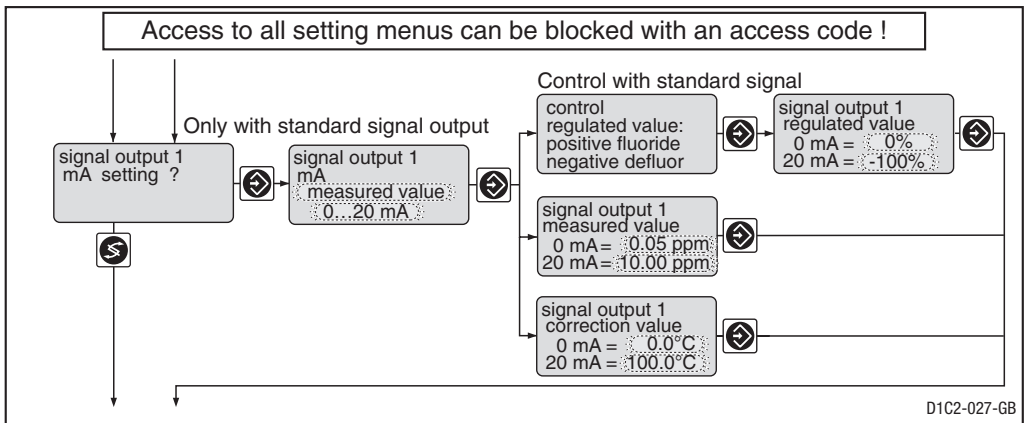 Access to all setting menus can be blocked with an access code !
Only with standard signal output
signal output 1
mA setting ?
signal output 1
mA
measured value
0...20 mA
Control with standard signal
control
regulated value:
positive fluoride
negative defluor
signal output 1
regulated value
0 mA = 0%
20 mA = -100%
signal output 1
measured value
0 mA = 0.05 ppm
20 mA = 10.00 ppm
signal output 1
correction value
0 mA = 0.0°C
20 mA = 100.0°C
D1C2-027-GB